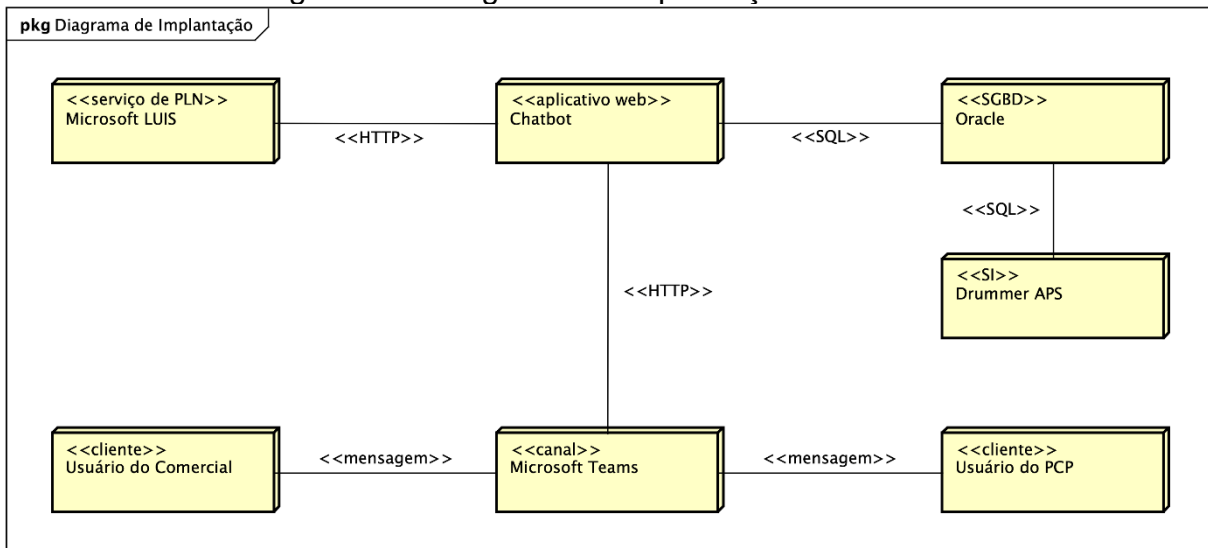 pkg Diagrama de Implantação
<<serviço de PLN>>
Microsoft LUIS
<<HTTP>>
<<aplicativo web>>
Chatbot
<<SQL>>
<<SGBD>>
Oracle
<<SQL>>
<<SI>>
Drummer APS
<<HTTP>>
<<cliente>>
Usuário do Comercial
<<mensagem>>
<<canal>>
Microsoft Teams
<<mensagem>>
<<cliente>>
Usuário do PCP